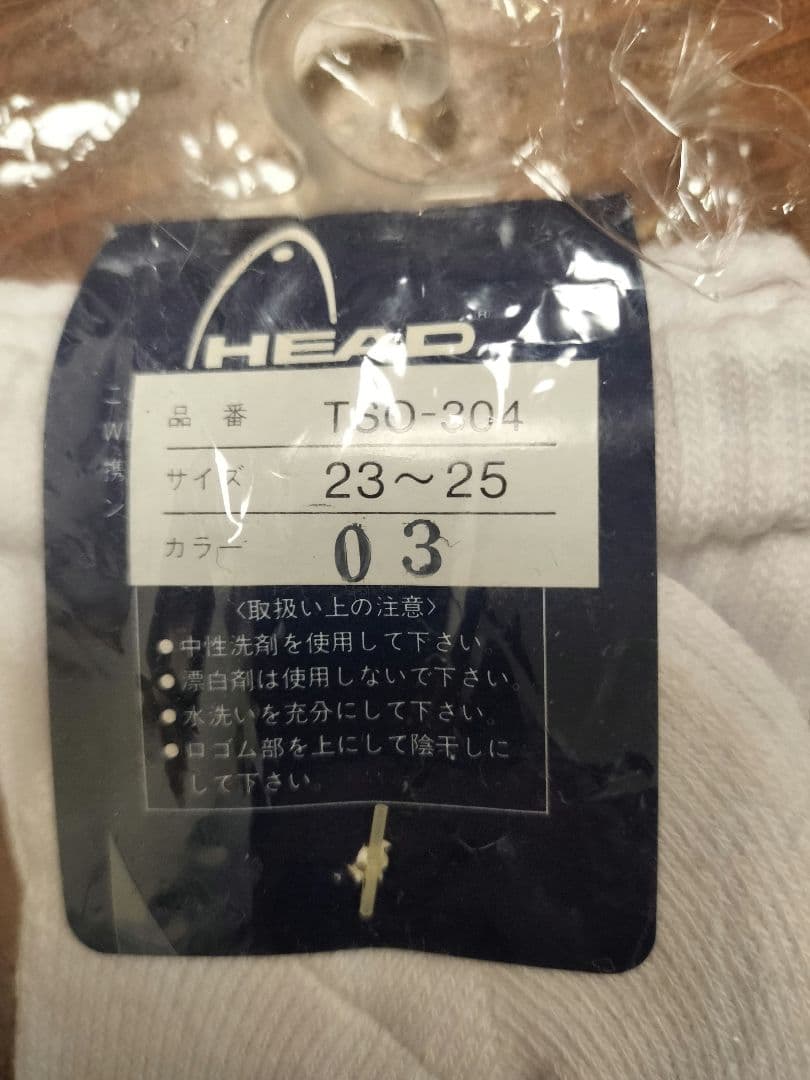 HEAD®
品番 TSO-304
サイズ 23～25
カラー 03
〈取扱い上の注意〉
●中性洗剤を使用して下さい。
●漂白剤は使用しないで下さい。
●水洗いを充分にして下さい。
●口ゴム部を上にして陰干しに
して下さい。